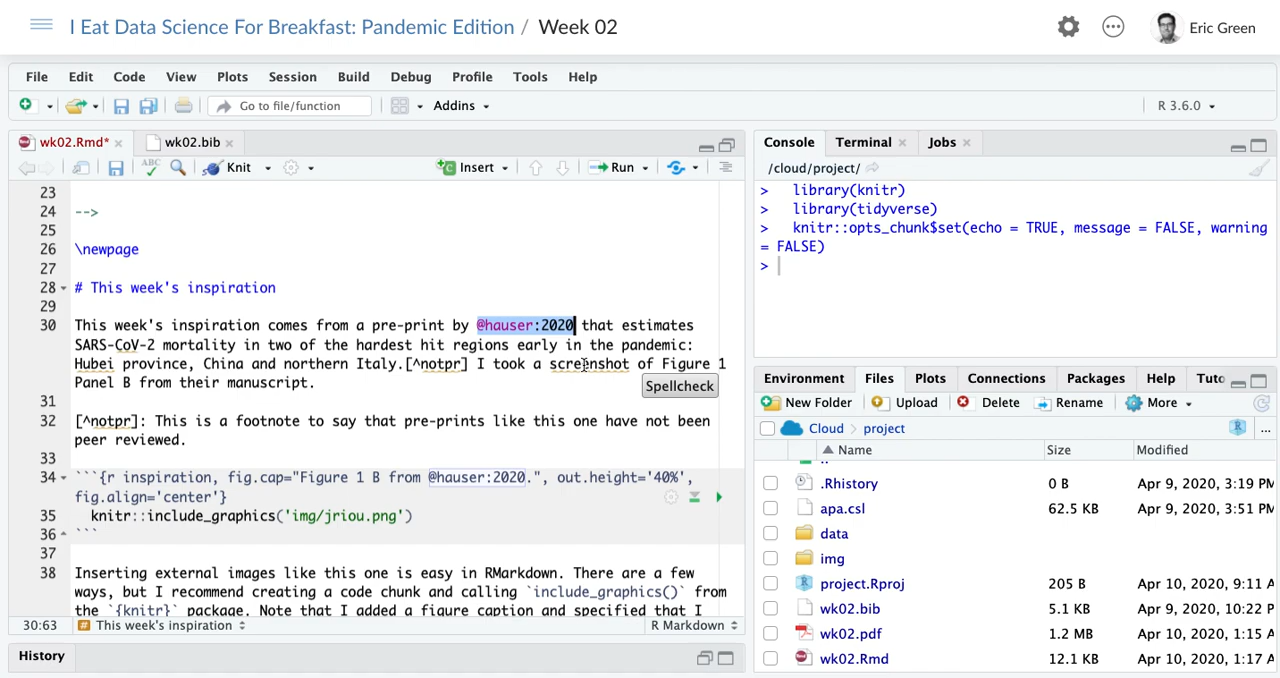 I Eat Data Science For Breakfast: Pandemic Edition / Week 02
Eric Green
File Edit Code View Plots Session Build Debug Profile Tools Help
Go to file/function Addins R 3.6.0
wk02.Rmd* wk02.bib
ABC Knit Insert Run
23
24 -->
25
26 \newpage
27
28 # This week's inspiration
29
30 This week's inspiration comes from a pre-print by @hauser:2020 that estimates
SARS-CoV-2 mortality in two of the hardest hit regions early in the pandemic:
Hubei province, China and northern Italy.[^notpr] I took a screenshot of Figure 1
Panel B from their manuscript.
Spellcheck
31
32 [^notpr]: This is a footnote to say that pre-prints like this one have not been
peer reviewed.
33
34 ```{r inspiration, fig.cap="Figure 1 B from @hauser:2020.", out.height='40%',
fig.align='center'}
35 knitr::include_graphics('img/jriou.png')
36 ```
37
38 Inserting external images like this one is easy in RMarkdown. There are a few
ways, but I recommend creating a code chunk and calling `include_graphics()` from
the `{knitr}` package. Note that I added a figure caption and specified that I
30:63 # This week's inspiration R Markdown
History
Console Terminal Jobs
/cloud/project/
> library(knitr)
> library(tidyverse)
> knitr::opts_chunk$set(echo = TRUE, message = FALSE, warning
= FALSE)
>
Environment Files Plots Connections Packages Help Tuto
New Folder Upload Delete Rename More
Cloud project R ...
Name Size Modified
..
.Rhistory 0 B Apr 9, 2020, 3:19 PM
apa.csl 62.5 KB Apr 9, 2020, 3:51 PM
data
img
project.Rproj 205 B Apr 10, 2020, 9:11 A
wk02.bib 5.1 KB Apr 9, 2020, 10:22 P
wk02.pdf 1.2 MB Apr 10, 2020, 1:15 A
wk02.Rmd 12.1 KB Apr 10, 2020, 1:17 A